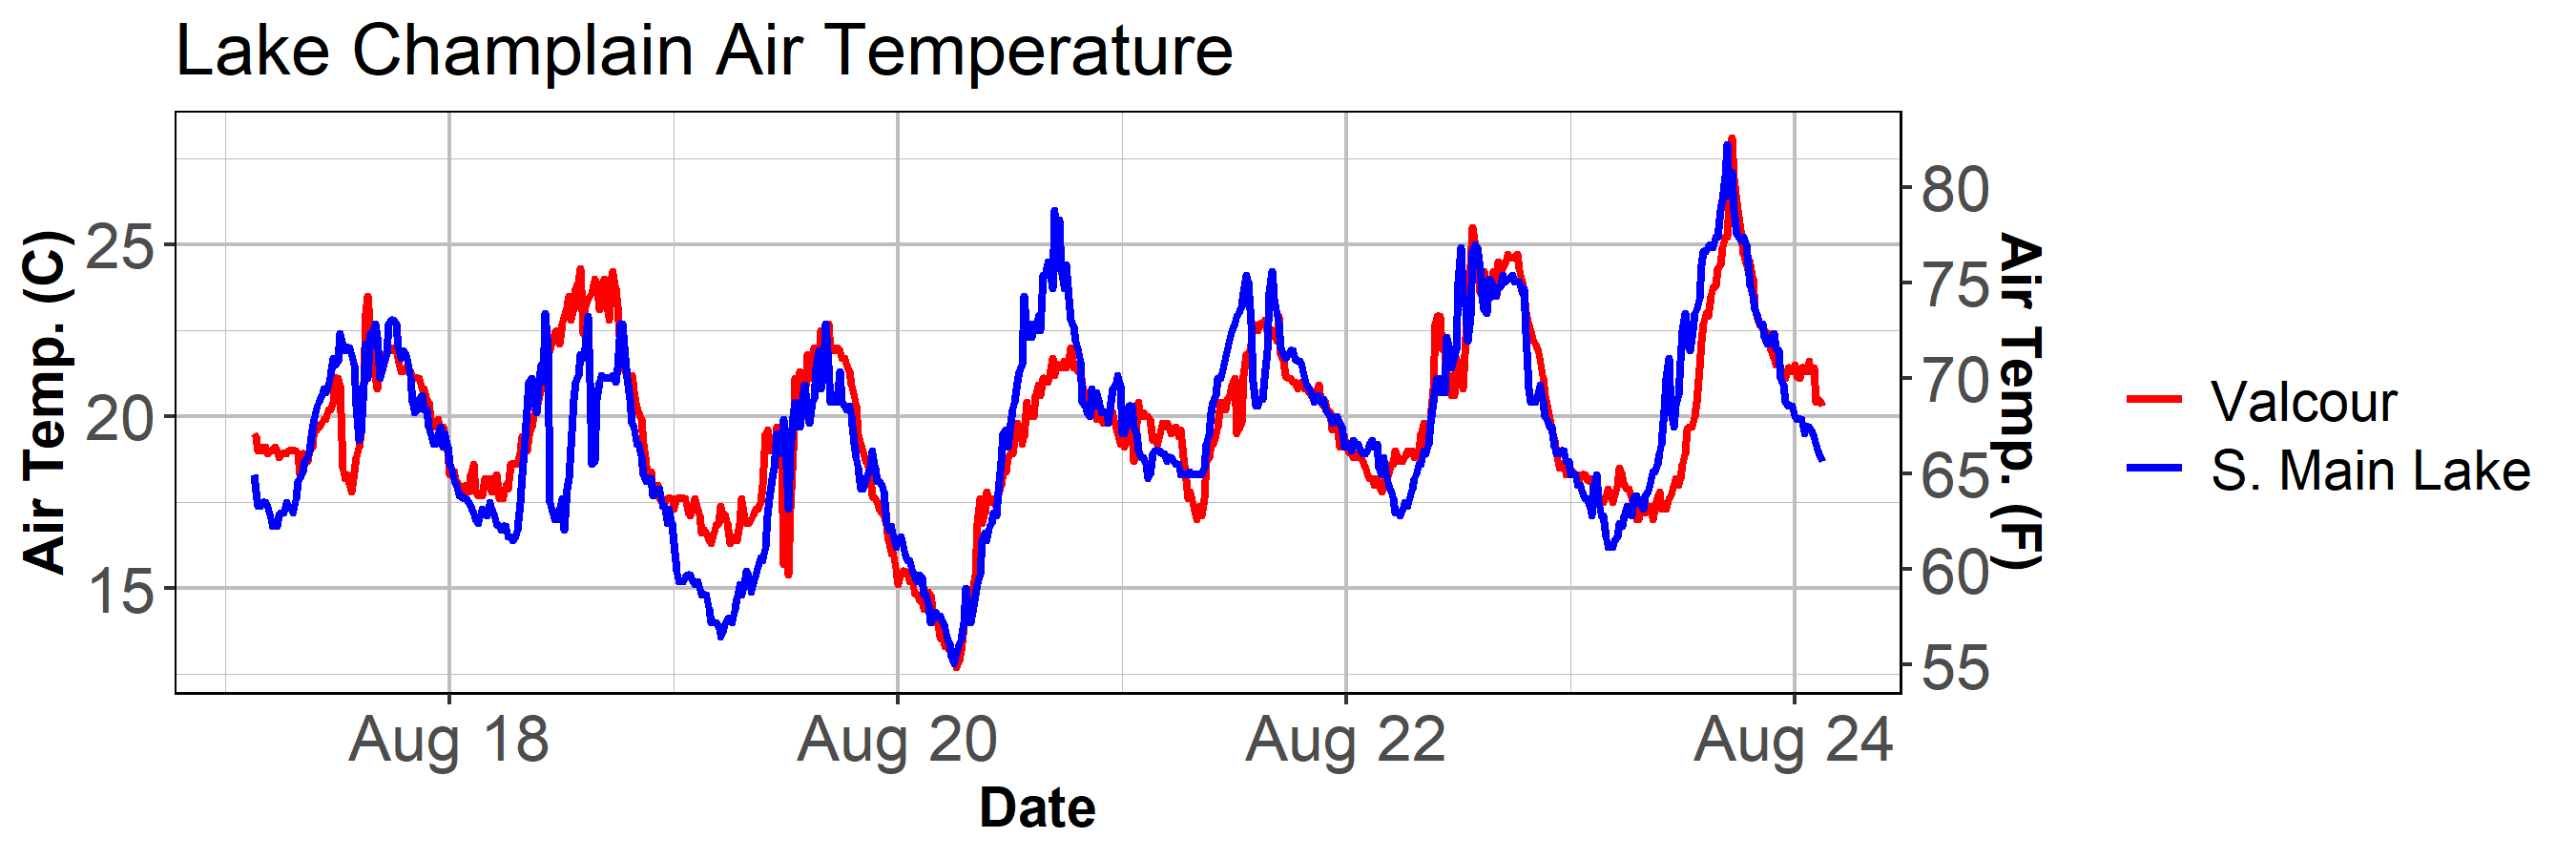 Lake Champlain Air Temperature
Air Temp. (C)
25
20
15
80
75
70
65
60
55
Air Temp. (F)
Aug 18
Aug 20
Aug 22
Aug 24
Date
Valcour
S. Main Lake